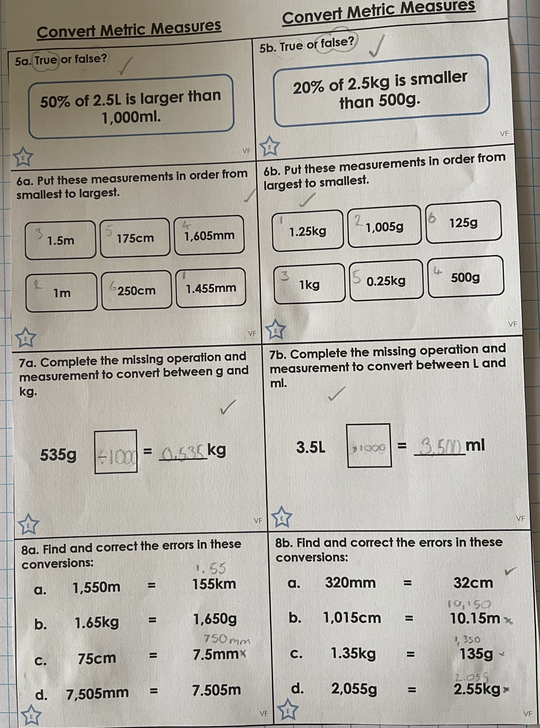 Convert Metric Measures
5a. True or false?
50% of 2.5L is larger than
1,000ml.
E
VF
6a. Put these measurements in order from
smallest to largest.
3 1.5m
5 175cm
4 1,605mm
2 1m
6 250cm
1 1.455mm
E
VF
7a. Complete the missing operation and
measurement to convert between g and
kg.
535g ÷1000 = 0.535 kg
E
VF
8a. Find and correct the errors in these
conversions:
1.55
a. 1,550m = 155km
b. 1.65kg = 1,650g
750mm
c. 75cm = 7.5mm x
d. 7,505mm = 7.505m
E
VF
Convert Metric Measures
5b. True or false?
20% of 2.5kg is smaller
than 500g.
E
VF
6b. Put these measurements in order from
largest to smallest.
1 1.25kg
2 1,005g
6 125g
3 1kg
5 0.25kg
4 500g
E
VF
7b. Complete the missing operation and
measurement to convert between L and
ml.
3.5L x1000 = 3,500 ml
E
VF
8b. Find and correct the errors in these
conversions:
a. 320mm = 32cm
10,150
b. 1,015cm = 10.15m x
1,350
c. 1.35kg = 135g
2.055
d. 2,055g = 2.55kg x
E
VF